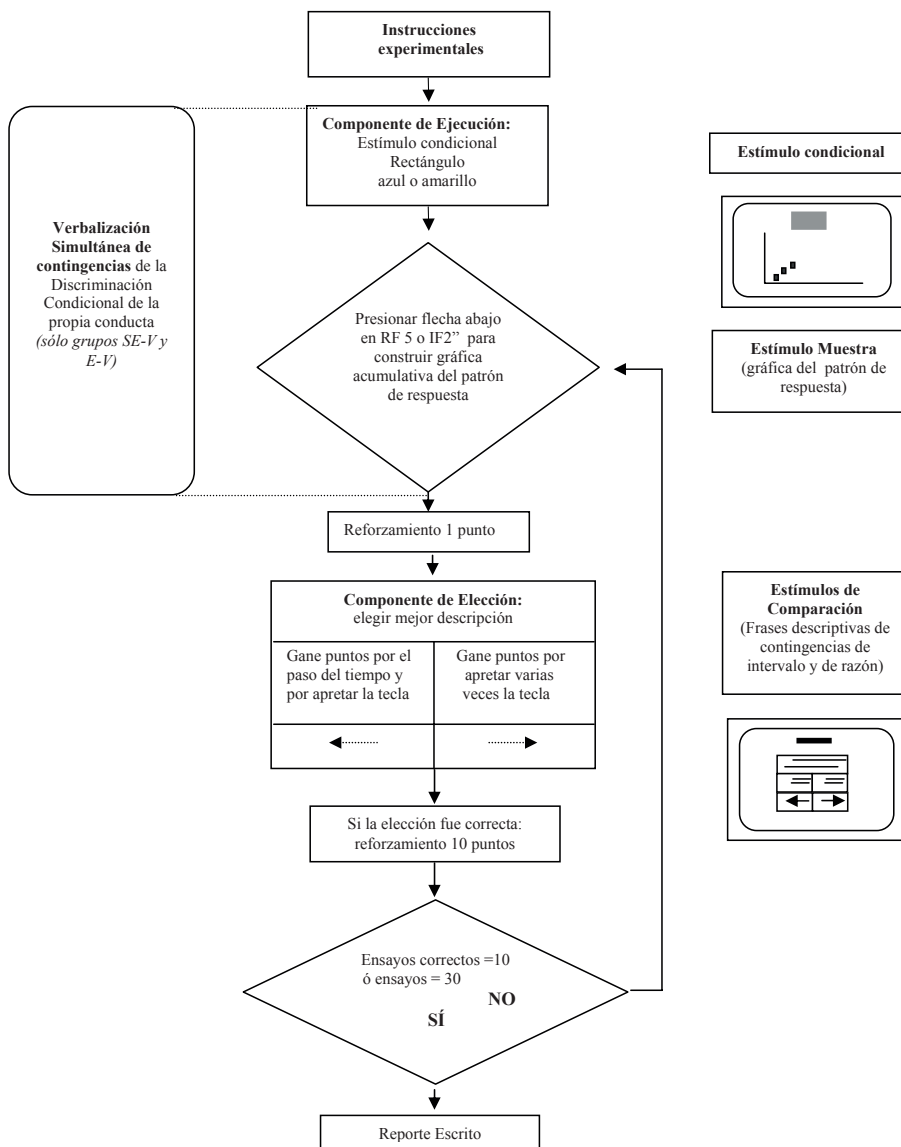 Instrucciones
experimentales
Componente de Ejecución:
Estímulo condicional
Rectángulo
azul o amarillo
Verbalización
Simultánea de
contingencias de la
Discriminación
Condicional de la
propia conducta
(sólo grupos SE-V y
E-V)
Presionar flecha abajo
en RF 5 o IF2” para
construir gráfica
acumulativa del patrón
de respuesta
Reforzamiento 1 punto
Componente de Elección:
elegir mejor descripción
Gane puntos por el
paso del tiempo y
por apretar la tecla
Gane puntos por
apretar varias
veces la tecla
Si la elección fue correcta:
reforzamiento 10 puntos
Ensayos correctos =10
ó ensayos = 30
NO
SÍ
Reporte Escrito
Estímulo condicional
Estímulo Muestra
(gráfica del patrón de
respuesta)
Estímulos de
Comparación
(Frases descriptivas de
contingencias de
intervalo y de razón)